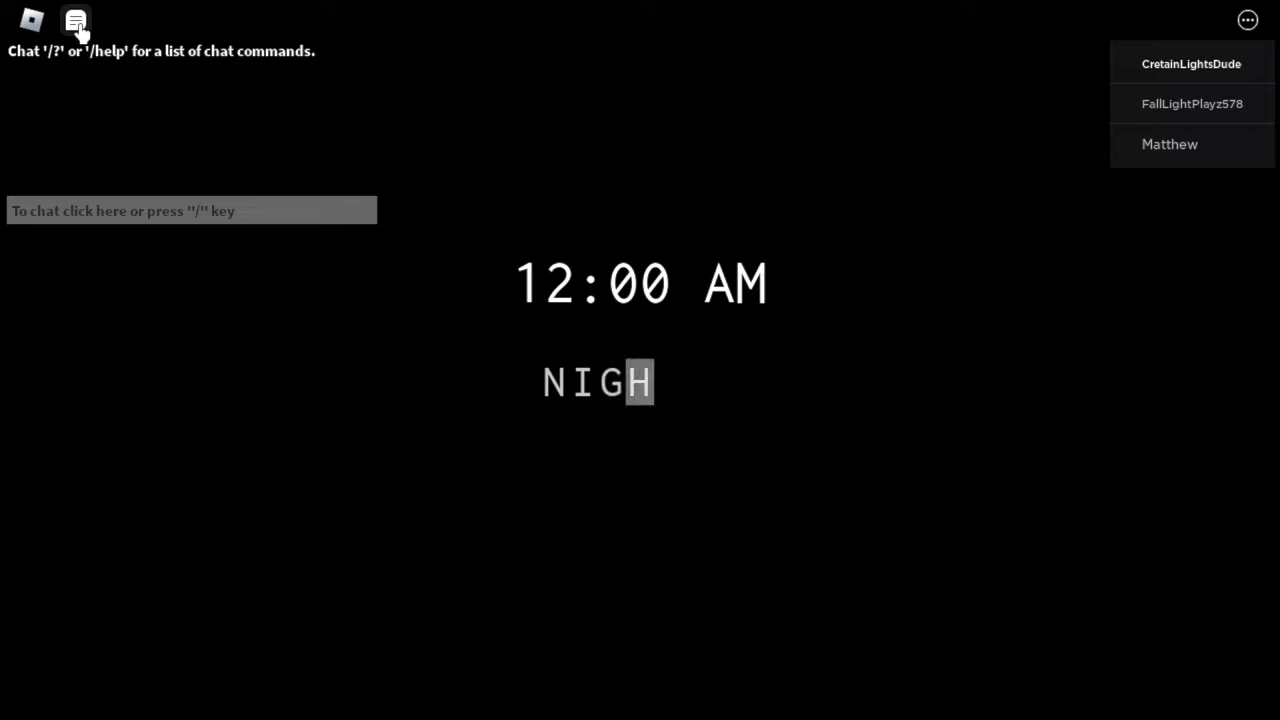 Chat '/?' or '/help' for a list of chat commands.
CretainLightsDude
FallLightPlayz578
Matthew
To chat click here or press "/" key
12:00 AM
NIGH